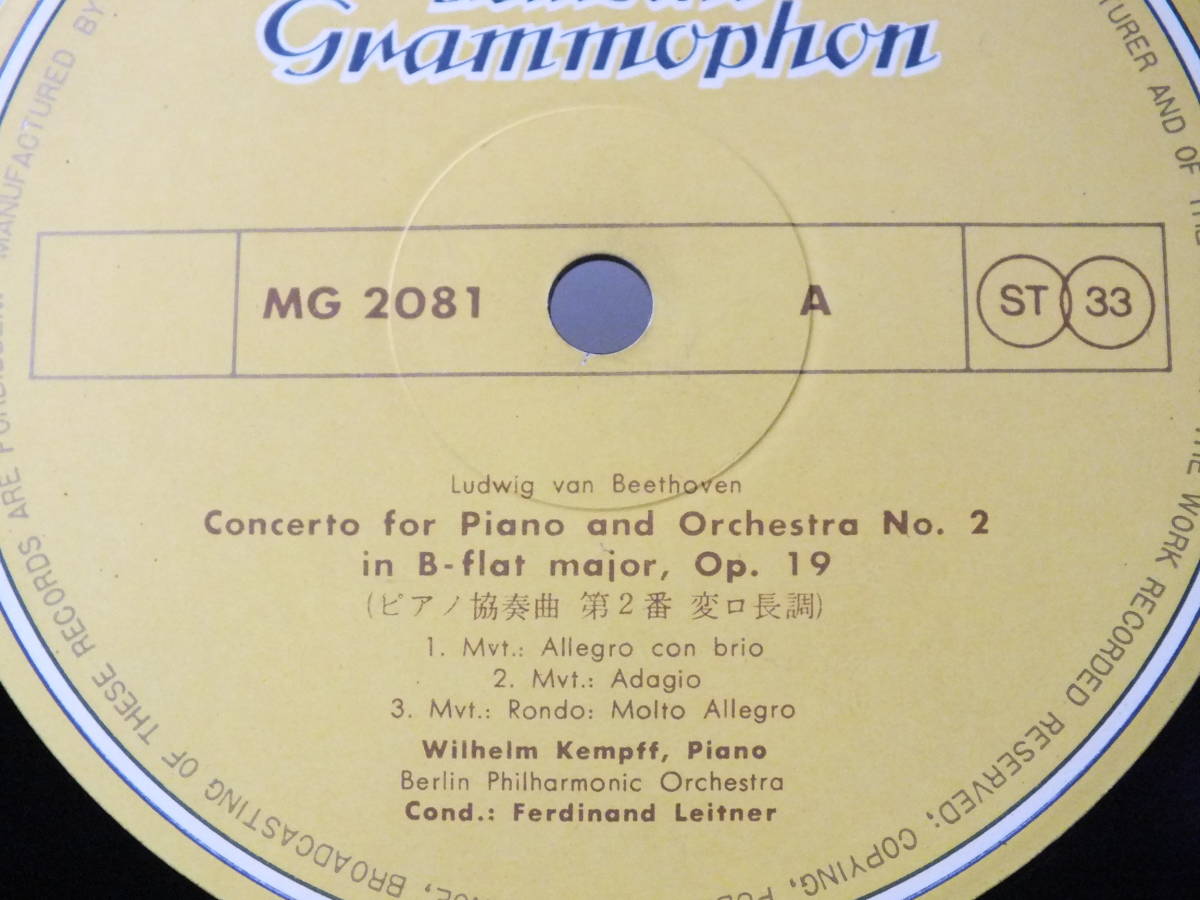 Grammophon
MG 2081 A ST 33
Ludwig van Beethoven
Concerto for Piano and Orchestra No. 2
in B-flat major, Op. 19
(ピアノ協奏曲 第2番 変ロ長調)
1. Mvt.: Allegro con brio
2. Mvt.: Adagio
3. Mvt.: Rondo: Molto Allegro
Wilhelm Kempff, Piano
Berlin Philharmonic Orchestra
Cond.: Ferdinand Leitner
MANUFACTURED BY
AND OF
THE WORK RECORDED RESERVED; COPYING,
BROADCASTING OF THESE RECORDS ARE